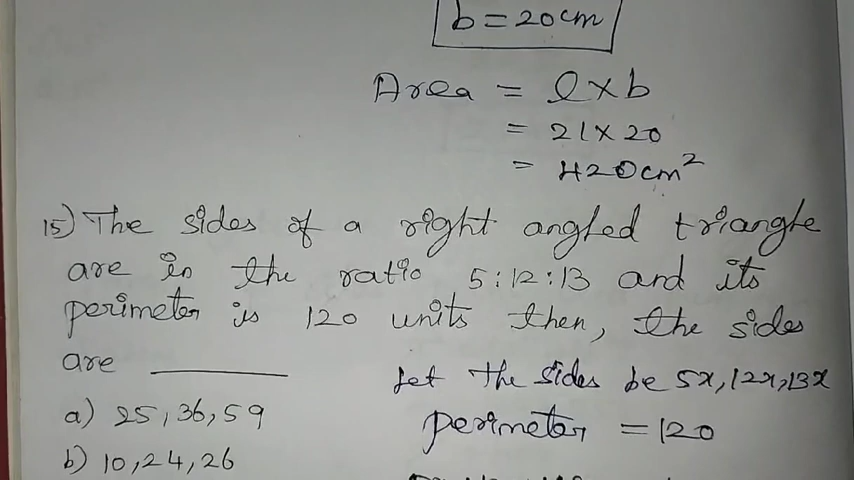 b = 20cm
Area = l×b
= 21×20
= 420cm²
15) The sides of a right angled triangle
are in the ratio 5:12:13 and its
perimeter is 120 units then, the sides
are ________
a) 25, 36, 59
b) 10, 24, 26
Let the sides be 5x, 12x, 13x
perimeter = 120